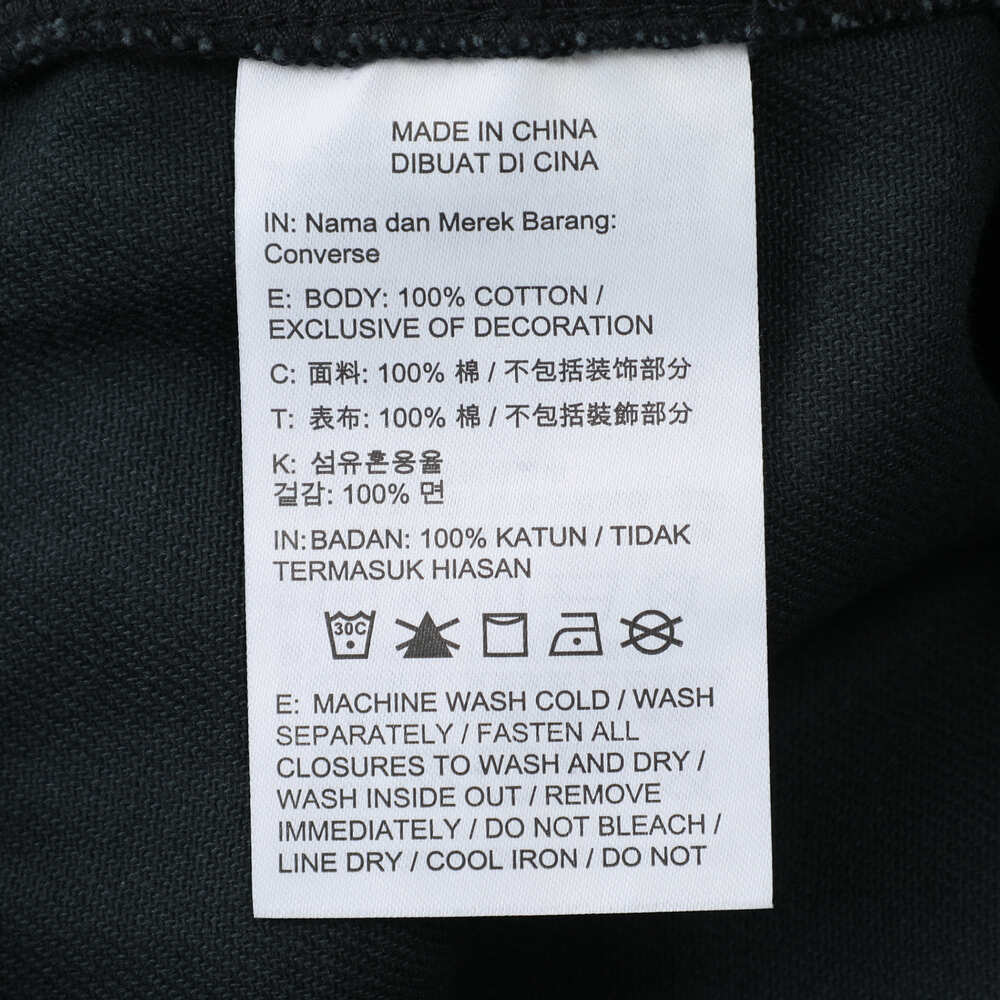 MADE IN CHINA
DIBUAT DI CINA
IN: Nama dan Merek Barang:
Converse
E: BODY: 100% COTTON /
EXCLUSIVE OF DECORATION
C: 面料: 100% 棉 / 不包括装饰部分
T: 表布: 100% 棉 / 不包括裝飾部分
K: 섬유혼용율
겉감: 100% 면
IN:BADAN: 100% KATUN / TIDAK
TERMASUK HIASAN
30C
E: MACHINE WASH COLD / WASH
SEPARATELY / FASTEN ALL
CLOSURES TO WASH AND DRY /
WASH INSIDE OUT / REMOVE
IMMEDIATELY / DO NOT BLEACH /
LINE DRY / COOL IRON / DO NOT